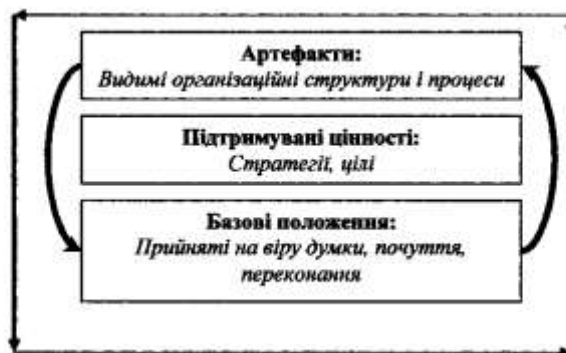 Артефакти:
Видимі організаційні структури і процеси
Підтримувані цінності:
Стратегії, цілі
Базові положення:
Прийняті на віру думки, почуття,
переконання